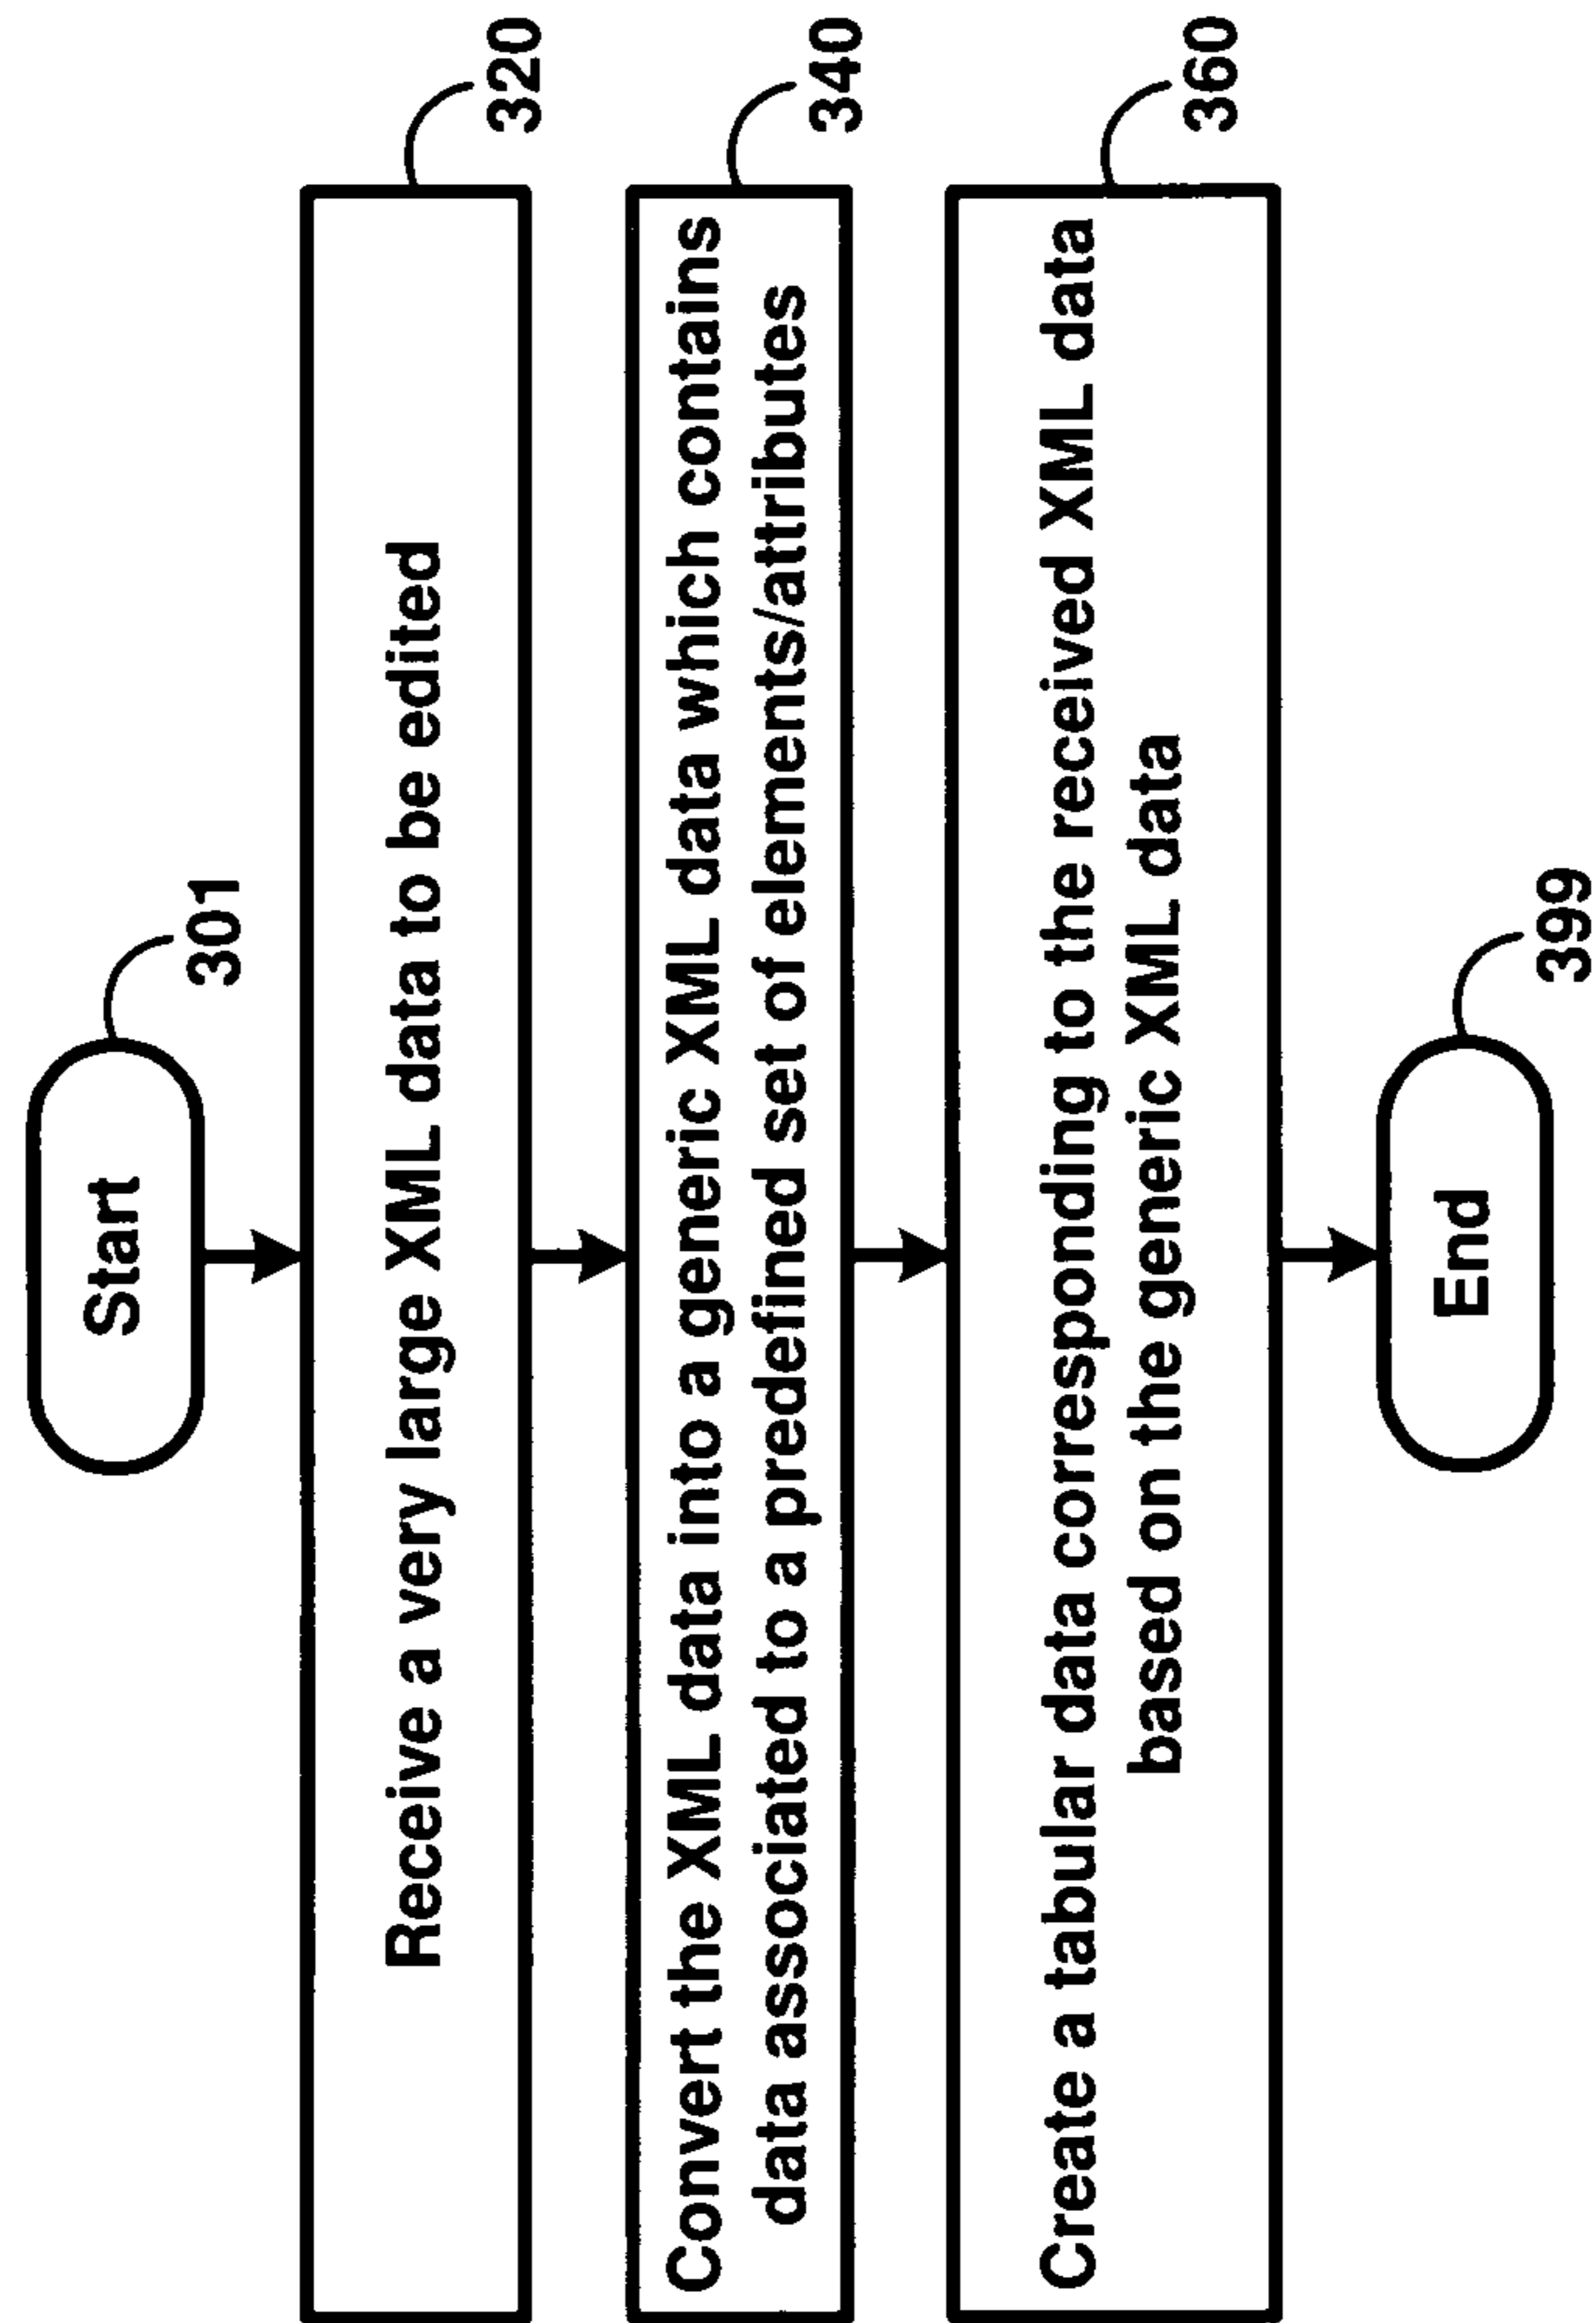 Start
301
Receive a very large XML data to be edited
320
Convert the XML data into a generic XML data which contains
data associated to a predefined set of elements/attributes
340
Create a tabular data corresponding to the received XML data
based on the generic XML data
360
End
399